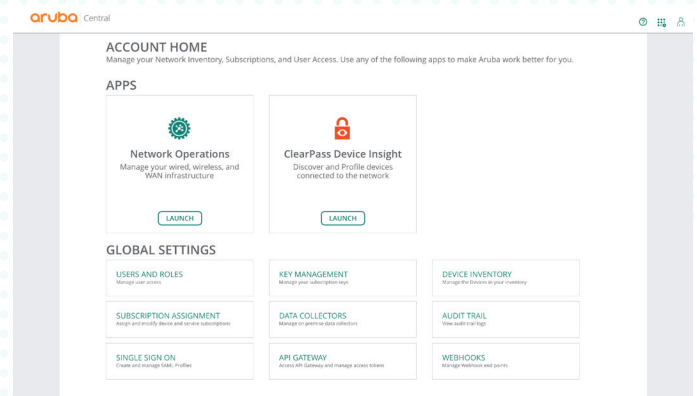 aruba Central
ACCOUNT HOME
Manage your Network Inventory, Subscriptions, and User Access. Use any of the following apps to make Aruba work better for you.
APPS
Network Operations
Manage your wired, wireless, and
WAN infrastructure
LAUNCH
ClearPass Device Insight
Discover and Profile devices
connected to the network
LAUNCH
GLOBAL SETTINGS
USERS AND ROLES
Manage user access
KEY MANAGEMENT
Manage your subscription keys
DEVICE INVENTORY
Manage the Devices in your inventory
SUBSCRIPTION ASSIGNMENT
Assign and modify device and service subscriptions
DATA COLLECTORS
Manage on premise data collectors
AUDIT TRAIL
View audit trail logs
SINGLE SIGN ON
Create and manage SAML Profiles
API GATEWAY
Access API Gateway and manage access tokens
WEBHOOKS
Manage Webhook end points